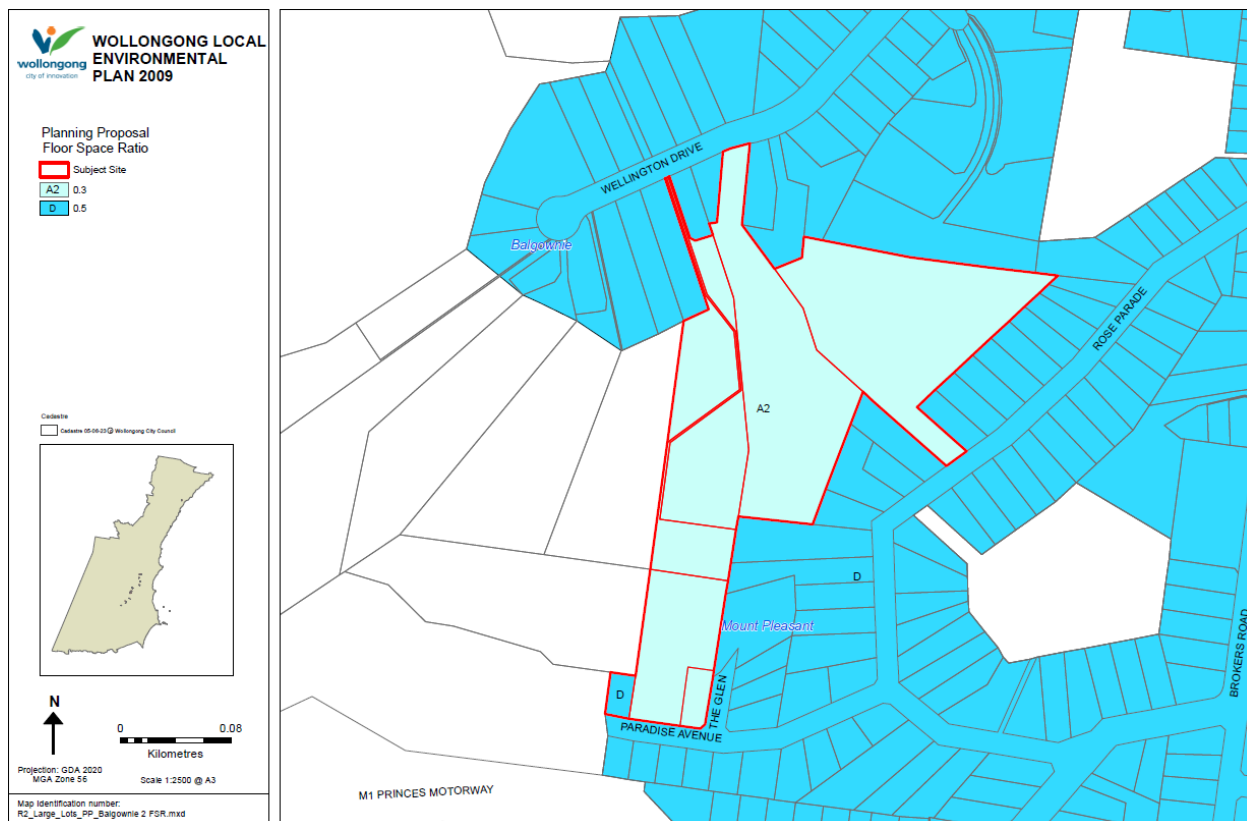 wollongong
city of innovation
WOLLONGONG LOCAL
ENVIRONMENTAL
PLAN 2009
Planning Proposal
Floor Space Ratio
Subject Site
A2 0.3
D 0.5
Cadastre
Cadastre 05-06-23@ Wollongong City Council
N
0 0.08
Kilometres
Projection: GDA 2020
MGA Zone 56
Scale 1:2500 @ A3
Map Identification number:
R2_Large_Lots_PP_Balgownie 2 FSR.mxd
WELLINGTON DRIVE
Balgownie
ROSE PARADE
A2
D
Mount Pleasant
BROKERS ROAD
THE GLEN
D
PARADISE AVENUE
M1 PRINCES MOTORWAY